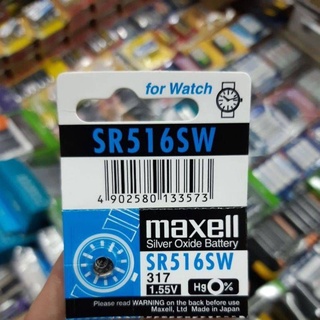 for Watch
SR516SW
4 902580 133573
maxell
Silver Oxide Battery
SR516SW
317
1.55V
Hg 0%
Please read WARNING on the back before use
Maxell, Ltd Made in Japan